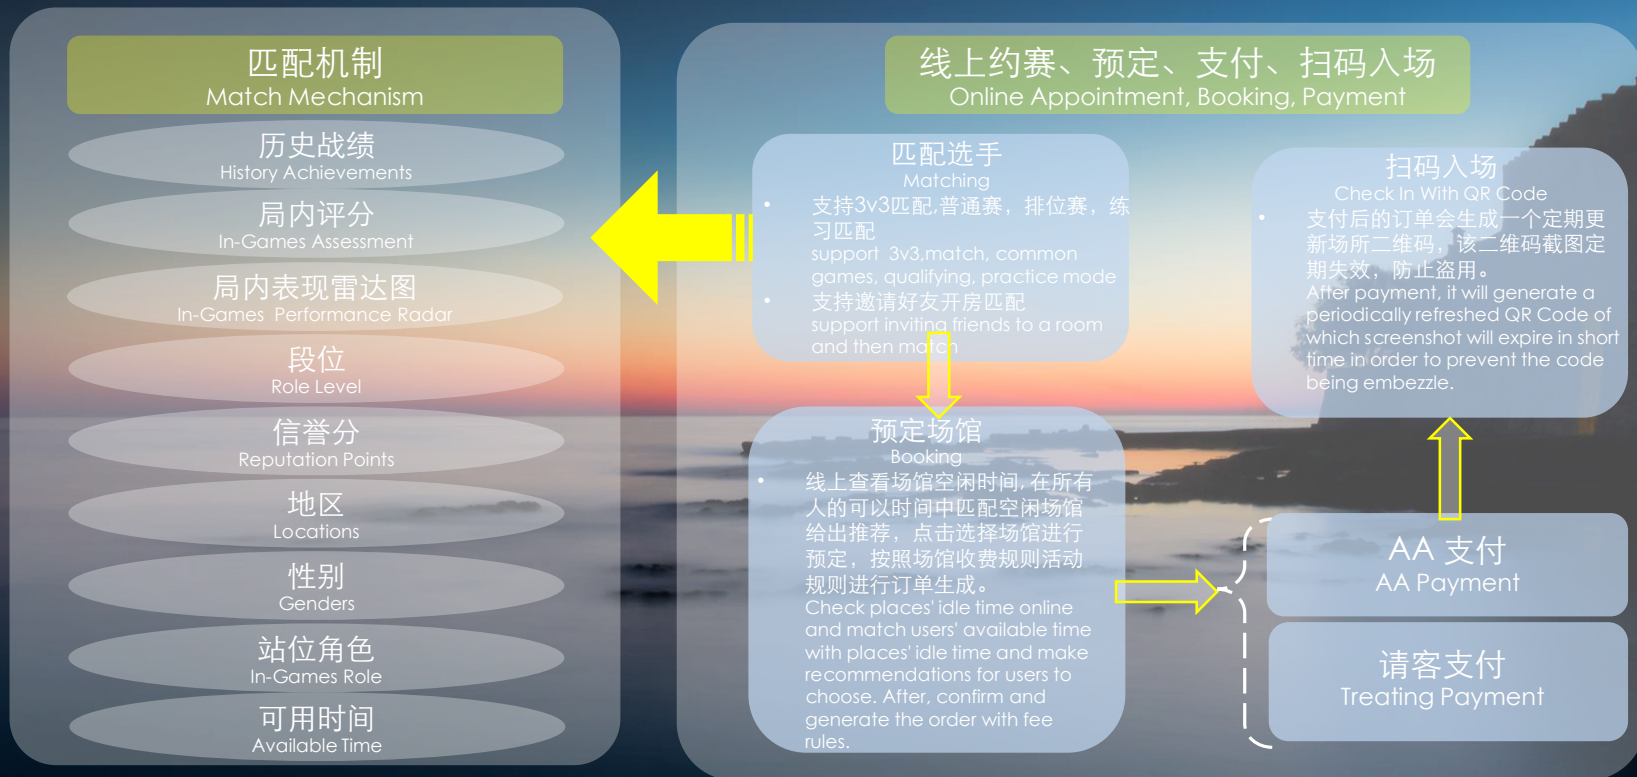 匹配机制
Match Mechanism
历史战绩
History Achievements
局内评分
In-Games Assessment
局内表现雷达图
In-Games Performance Radar
段位
Role Level
信誉分
Reputation Points
地区
Locations
性别
Genders
站位角色
In-Games Role
可用时间
Available Time
线上约赛、预定、支付、扫码入场
Online Appointment, Booking, Payment
匹配选手
Matching
• 支持3v3匹配,普通赛，排位赛，练
习匹配
support 3v3,match, common
games, qualifying, practice mode
• 支持邀请好友开房匹配
support inviting friends to a room
and then match
预定场馆
Booking
• 线上查看场馆空闲时间,在所有
人的可以时间中匹配空闲场馆
给出推荐，点击选择场馆进行
预定，按照场馆收费规则活动
规则进行订单生成。
Check places' idle time online
and match users' available time
with places' idle time and make
recommendations for users to
choose. After, confirm and
generate the order with fee
rules.
AA 支付
AA Payment
请客支付
Treating Payment
扫码入场
Check In With QR Code
• 支付后的订单会生成一个定期更
新场所二维码，该二维码截图定
期失效，防止盗用。
After payment, it will generate a
periodically refreshed QR Code of
which screenshot will expire in short
time in order to prevent the code
being embezzle.